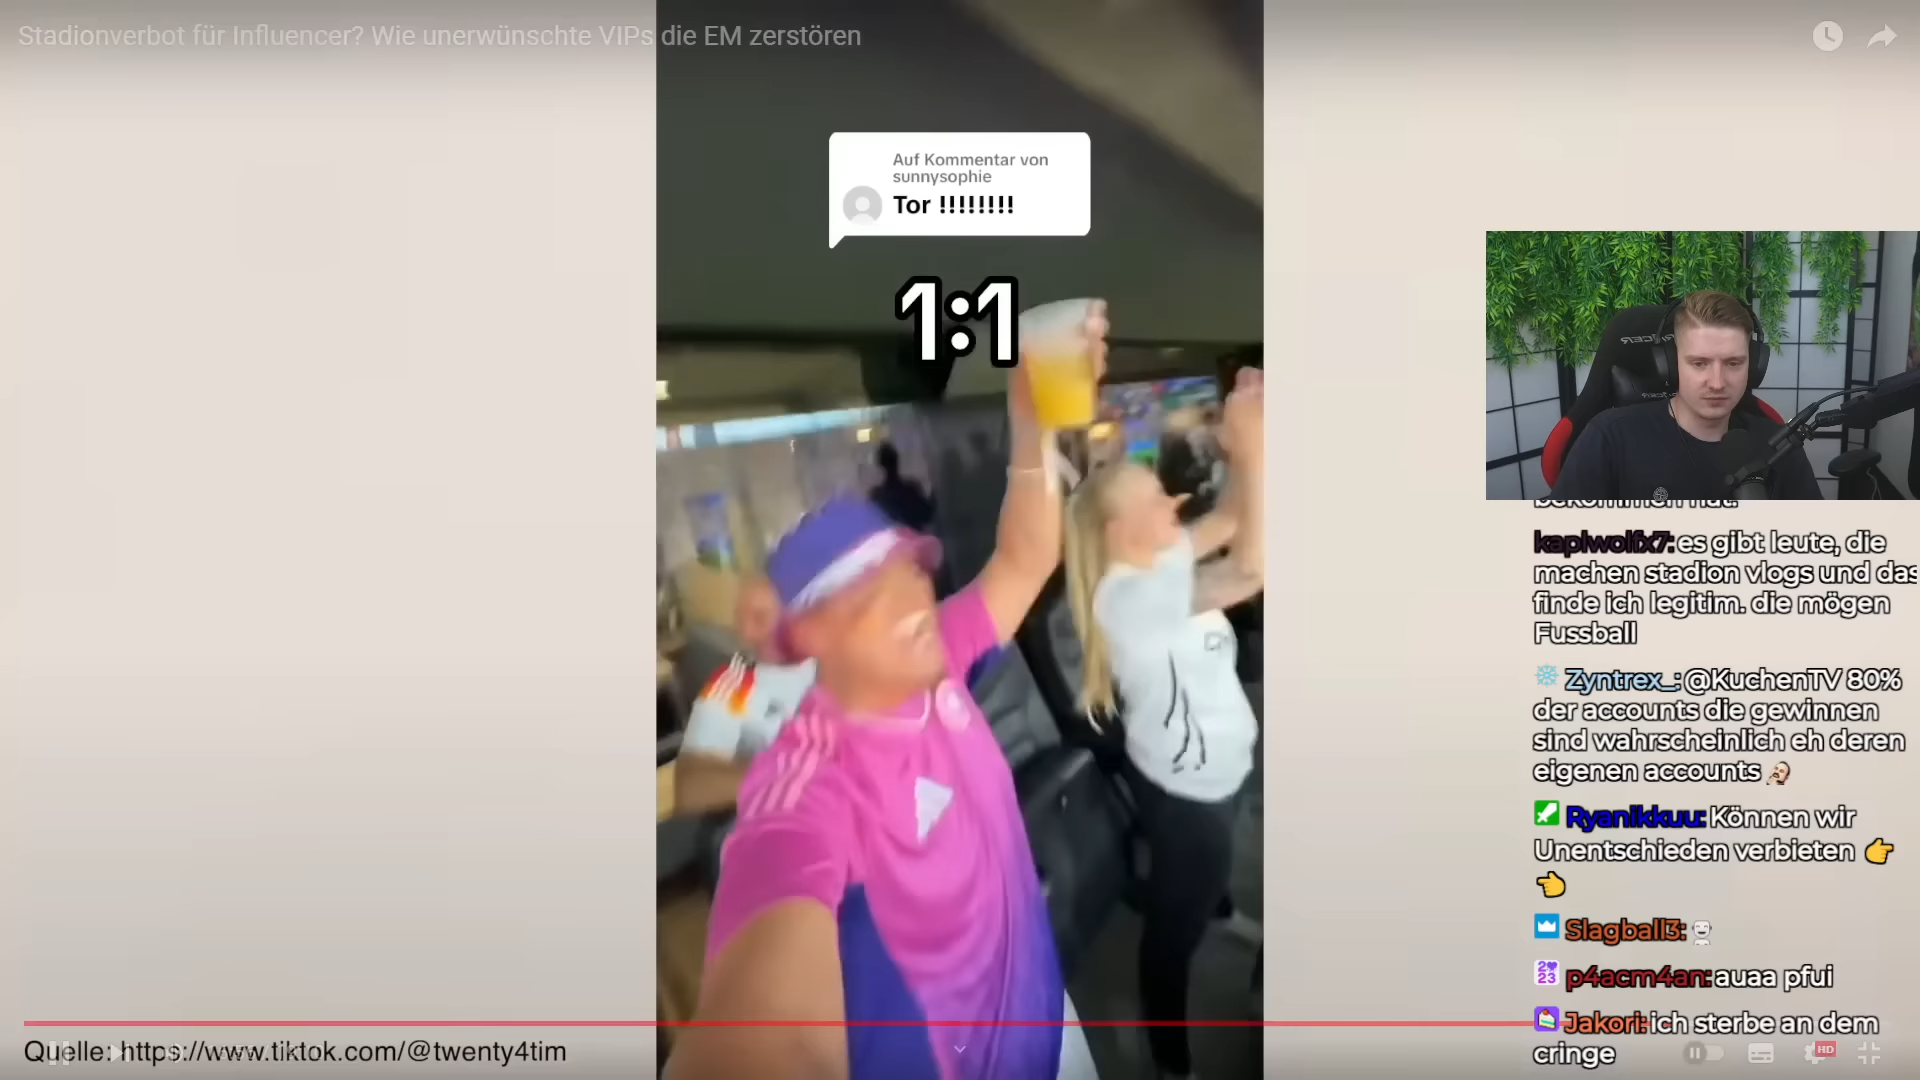 Stadionverbot für Influencer? Wie unerwünschte VIPs die EM zerstören
Auf Kommentar von
sunnysophie
Tor !!!!!!!!
1:1
kaplwolfx7: es gibt leute, die
machen stadion vlogs und das
finde ich legitim. die mögen
Fussball
Zyntrex_: @KuchenTV 80%
der accounts die gewinnen
sind wahrscheinlich eh deren
eigenen accounts
Ryanikkuu: Können wir
Unentschieden verbieten 👉
👈
Slagball3:
2023
p4acm4an: auaa pfui
Jakori: ich sterbe an dem
cringe
Quelle: https://www.tiktok.com/@twenty4tim
HD